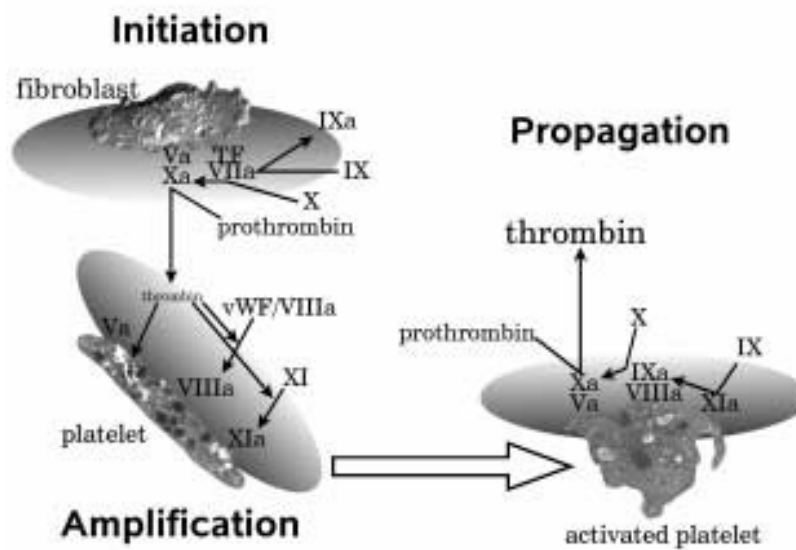 Initiation
fibroblast
IXa
Va TF
Xa VIIa IX
X
prothrombin
thrombin
vWF/VIIIa
Va
VIIIa XI
platelet
XIa
Amplification
Propagation
thrombin
prothrombin
X
IX
Xa IXa
Va VIIIa XIa
activated platelet